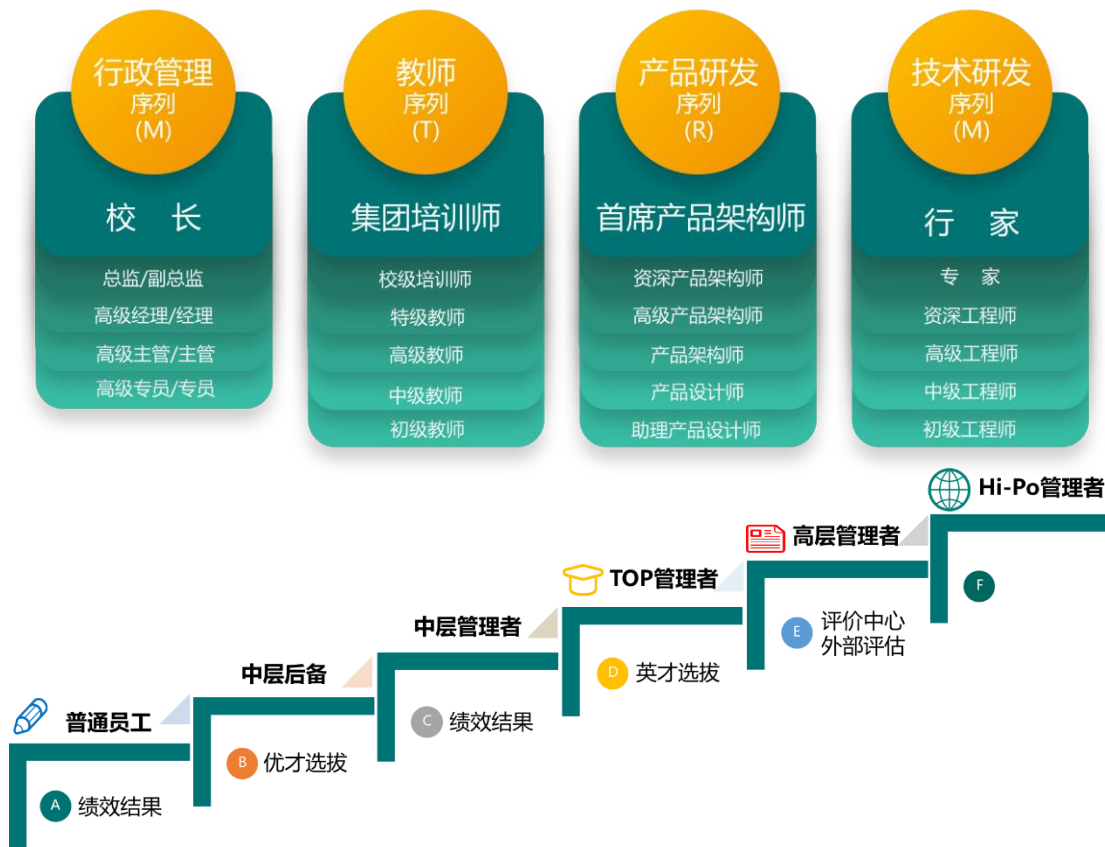 行政管理
序列
(M)
校 长
总监/副总监
高级经理/经理
高级主管/主管
高级专员/专员
教师
序列
(T)
集团培训师
校级培训师
特级教师
高级教师
中级教师
初级教师
产品研发
序列
(R)
首席产品架构师
资深产品架构师
高级产品架构师
产品架构师
产品设计师
助理产品设计师
技术研发
序列
(M)
行 家
专 家
资深工程师
高级工程师
中级工程师
初级工程师
普通员工
A 绩效结果
中层后备
B 优才选拔
中层管理者
C 绩效结果
TOP管理者
D 英才选拔
高层管理者
E 评价中心
外部评估
Hi-Po管理者
F